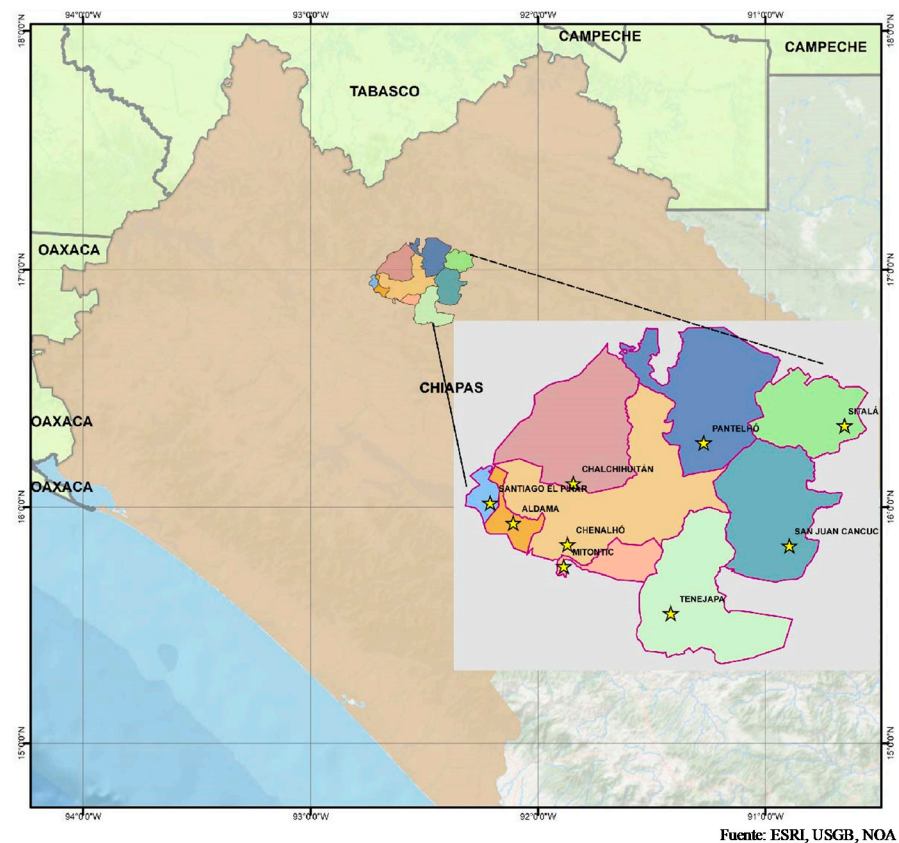 94°0'0"W 93°0'0"W 92°0'0"W 91°0'0"W
18°0'0"N
18°0'0"N
CAMPECHE
CAMPECHE
TABASCO
OAXACA
17°0'0"N
17°0'0"N
CHIAPAS
SITALÁ
OAXACA
PANTELHÓ
CHALCHIHUITÁN
OAXACA
SANTIAGO EL PINAR
16°0'0"N
16°0'0"N
ALDAMA
CHENALHÓ
SAN JUAN CANCUC
MITONTIC
TENEJAPA
15°0'0"N
15°0'0"N
94°0'0"W 93°0'0"W 92°0'0"W 91°0'0"W
Fuente: ESRI, USGB, NOA